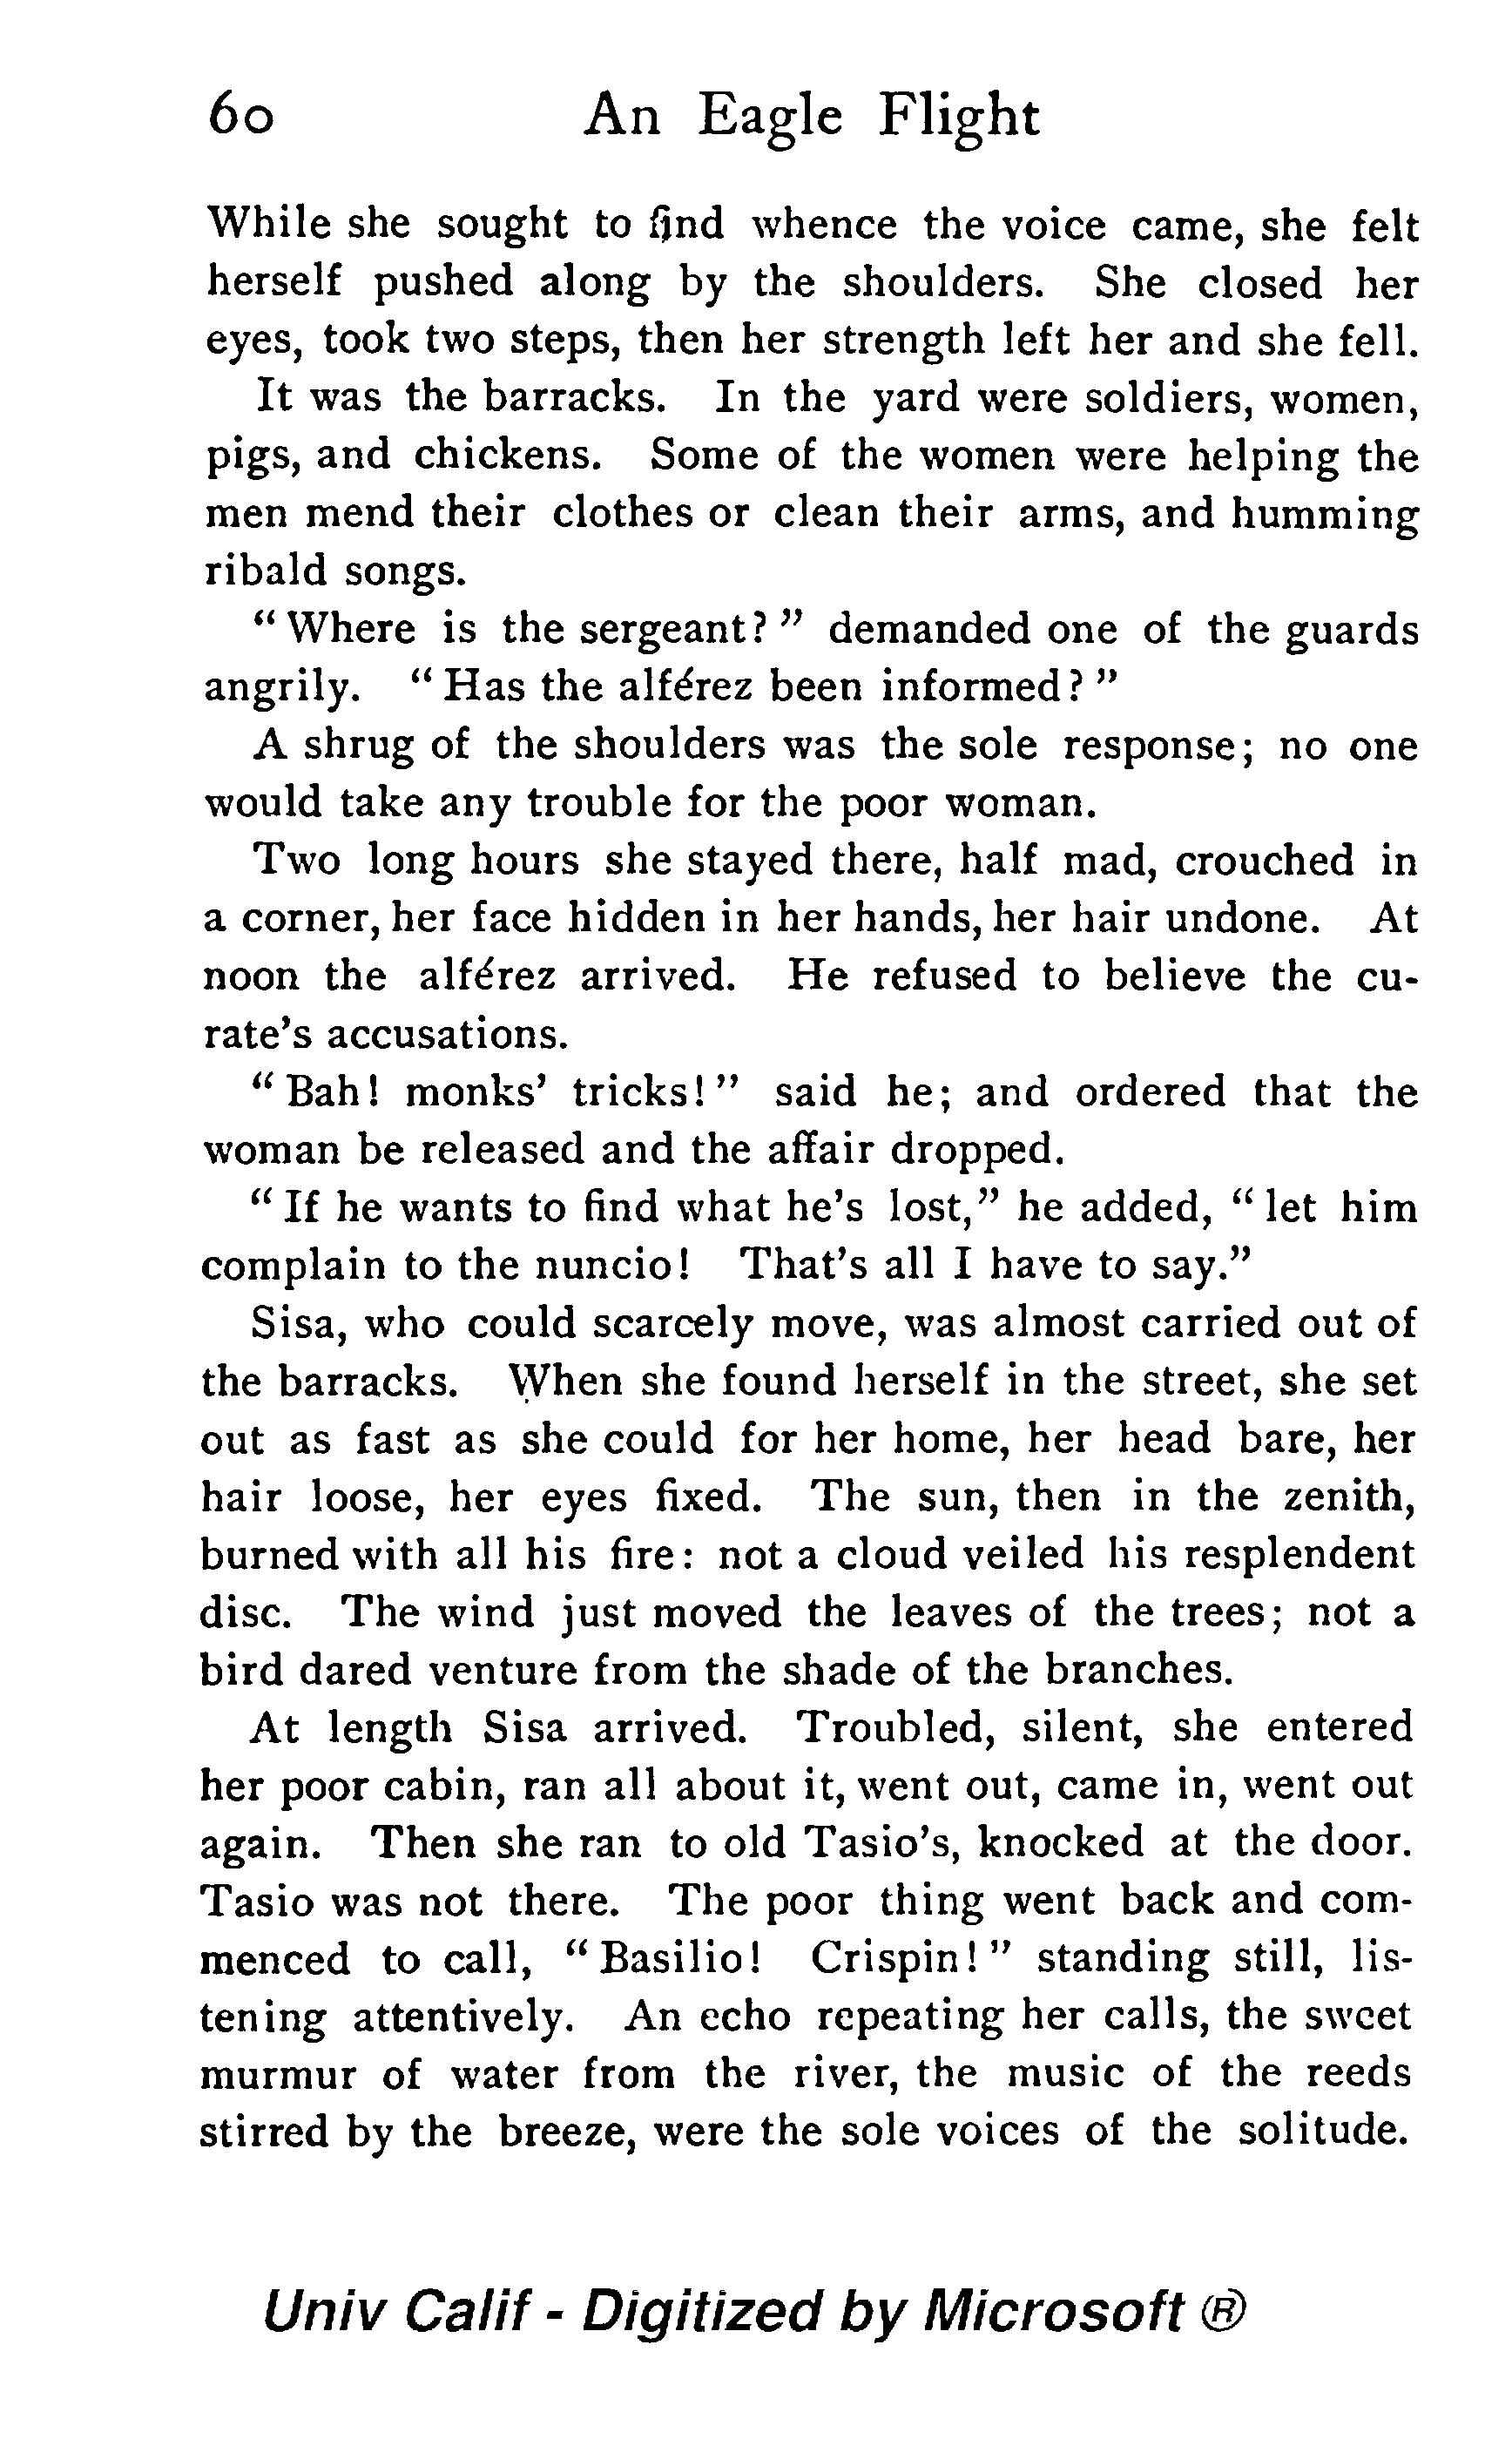 60 An Eagle Flight
While she sought to find whence the voice came, she felt
herself pushed along by the shoulders. She closed her
eyes, took two steps, then her strength left her and she fell.
It was the barracks. In the yard were soldiers, women,
pigs, and chickens. Some of the women were helping the
men mend their clothes or clean their arms, and humming
ribald songs.
“Where is the sergeant?” demanded one of the guards
angrily. “Has the alférez been informed?”
A shrug of the shoulders was the sole response; no one
would take any trouble for the poor woman.
Two long hours she stayed there, half mad, crouched in
a corner, her face hidden in her hands, her hair undone. At
noon the alférez arrived. He refused to believe the cu-
rate’s accusations.
“Bah! monks’ tricks!” said he; and ordered that the
woman be released and the affair dropped.
“If he wants to find what he’s lost,” he added, “let him
complain to the nuncio! That’s all I have to say.”
Sisa, who could scarcely move, was almost carried out of
the barracks. When she found herself in the street, she set
out as fast as she could for her home, her head bare, her
hair loose, her eyes fixed. The sun, then in the zenith,
burned with all his fire: not a cloud veiled his resplendent
disc. The wind just moved the leaves of the trees; not a
bird dared venture from the shade of the branches.
At length Sisa arrived. Troubled, silent, she entered
her poor cabin, ran all about it, went out, came in, went out
again. Then she ran to old Tasio’s, knocked at the door.
Tasio was not there. The poor thing went back and com-
menced to call, “Basilio! Crispin!” standing still, lis-
tening attentively. An echo repeating her calls, the sweet
murmur of water from the river, the music of the reeds
stirred by the breeze, were the sole voices of the solitude.
Univ Calif - Digitized by Microsoft ®